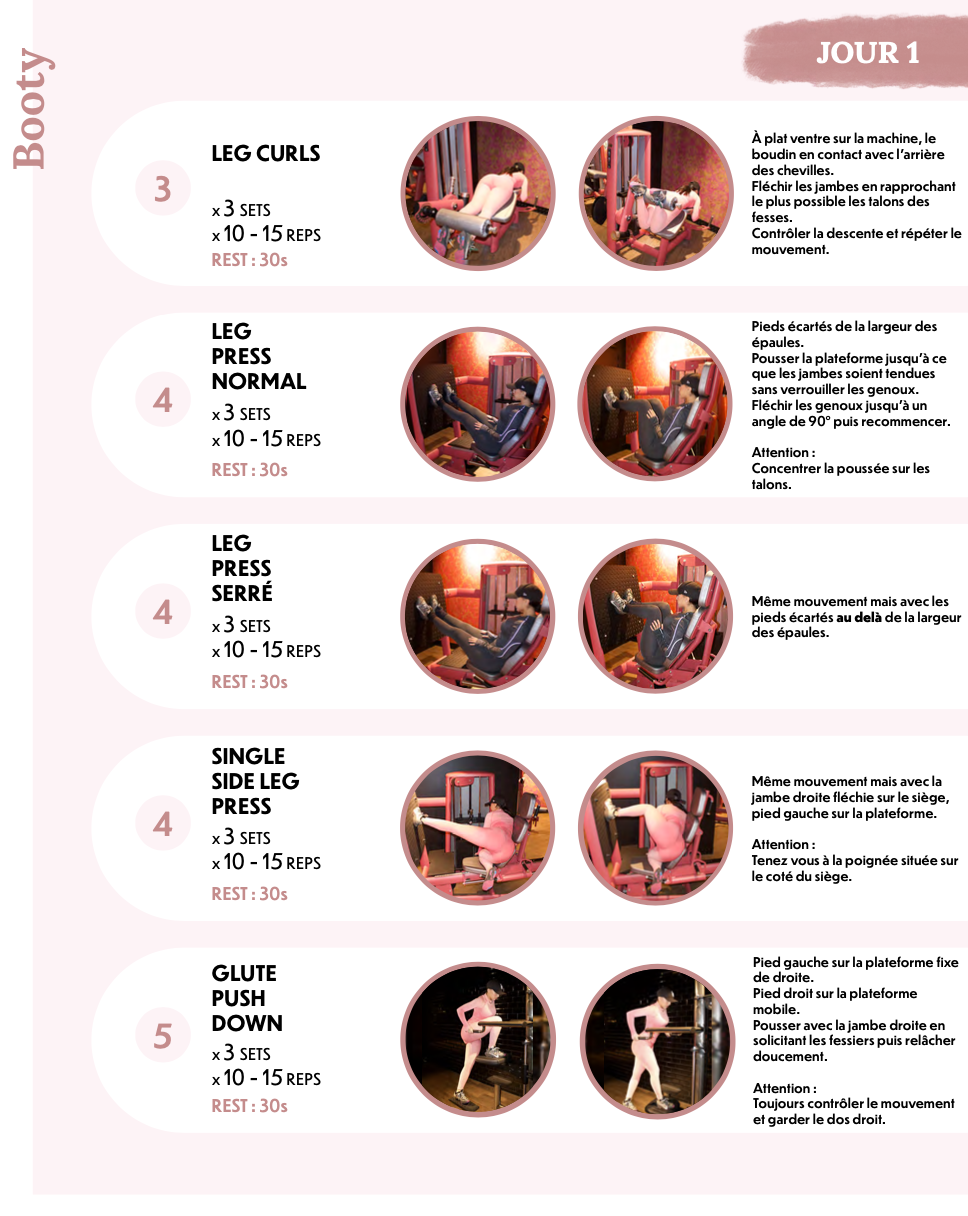 Booty
JOUR 1
3
LEG CURLS
x 3 SETS
x 10 - 15 REPS
REST : 30s
À plat ventre sur la machine, le
boudin en contact avec l'arrière
des chevilles.
Fléchir les jambes en rapprochant
le plus possible les talons des
fesses.
Contrôler la descente et répéter le
mouvement.
4
LEG
PRESS
NORMAL
x 3 SETS
x 10 - 15 REPS
REST : 30s
Pieds écartés de la largeur des
épaules.
Pousser la plateforme jusqu'à ce
que les jambes soient tendues
sans verrouiller les genoux.
Fléchir les genoux jusqu'à un
angle de 90° puis recommencer.
Attention :
Concentrer la poussée sur les
talons.
4
LEG
PRESS
SERRÉ
x 3 SETS
x 10 - 15 REPS
REST : 30s
Même mouvement mais avec les
pieds écartés au delà de la largeur
des épaules.
4
SINGLE
SIDE LEG
PRESS
x 3 SETS
x 10 - 15 REPS
REST : 30s
Même mouvement mais avec la
jambe droite fléchie sur le siège,
pied gauche sur la plateforme.
Attention :
Tenez vous à la poignée située sur
le coté du siège.
5
GLUTE
PUSH
DOWN
x 3 SETS
x 10 - 15 REPS
REST : 30s
Pied gauche sur la plateforme fixe
de droite.
Pied droit sur la plateforme
mobile.
Pousser avec la jambe droite en
solicitant les fessiers puis relâcher
doucement.
Attention :
Toujours contrôler le mouvement
et garder le dos droit.